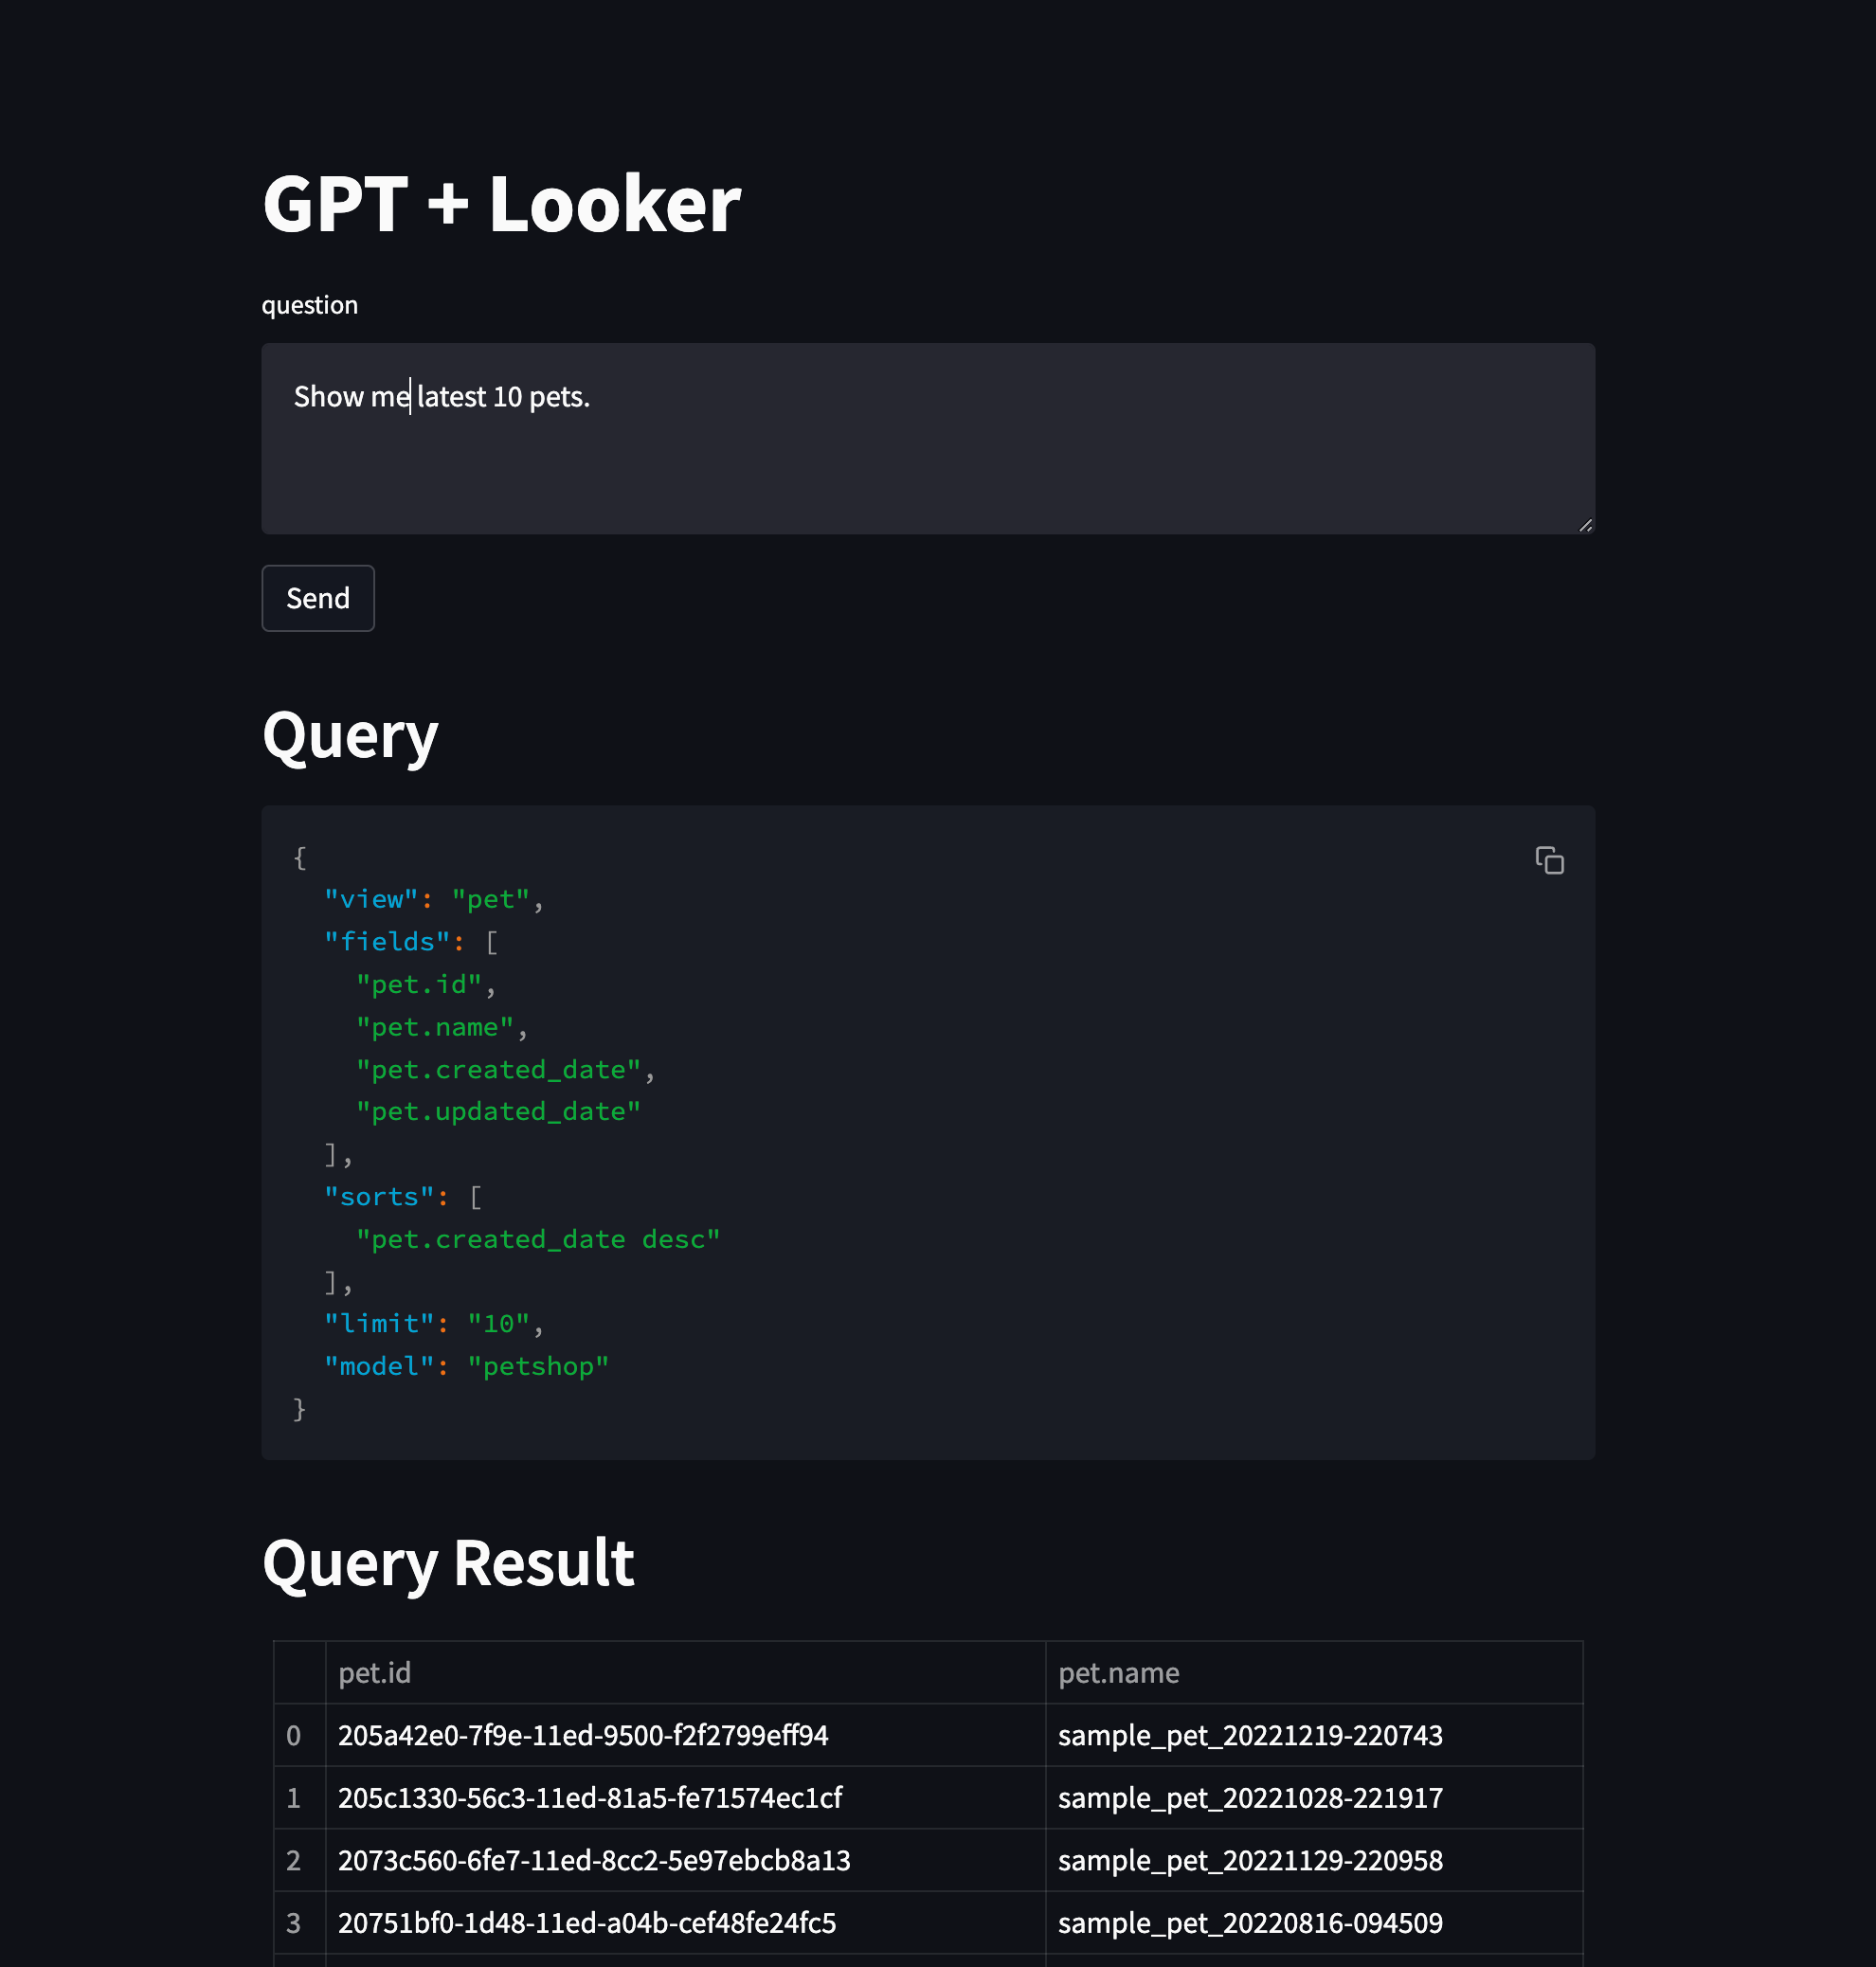 GPT + Looker
question
Show me latest 10 pets.
Send
Query
{
"view": "pet",
"fields": [
"pet.id",
"pet.name",
"pet.created_date",
"pet.updated_date"
],
"sorts": [
"pet.created_date desc"
],
"limit": "10",
"model": "petshop"
}
Query Result
pet.id pet.name
0 205a42e0-7f9e-11ed-9500-f2f2799eff94 sample_pet_20221219-220743
1 205c1330-56c3-11ed-81a5-fe71574ec1cf sample_pet_20221028-221917
2 2073c560-6fe7-11ed-8cc2-5e97ebcb8a13 sample_pet_20221129-220958
3 20751bf0-1d48-11ed-a04b-cef48fe24fc5 sample_pet_20220816-094509